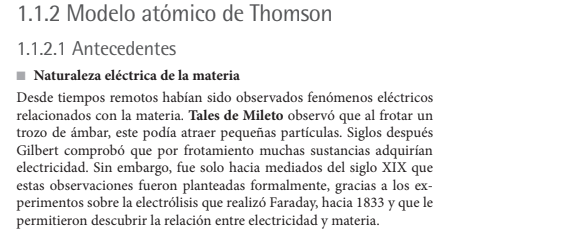 1.1.2 Modelo atómico de Thomson
1.1.2.1 Antecedentes
■ Naturaleza eléctrica de la materia
Desde tiempos remotos habían sido observados fenómenos eléctricos
relacionados con la materia. Tales de Mileto observó que al frotar un
trozo de ámbar, este podía atraer pequeñas partículas. Siglos después
Gilbert comprobó que por frotamiento muchas sustancias adquirían
electricidad. Sin embargo, fue solo hacia mediados del siglo XIX que
estas observaciones fueron planteadas formalmente, gracias a los ex-
perimentos sobre la electrólisis que realizó Faraday, hacia 1833 y que le
permitieron descubrir la relación entre electricidad y materia.